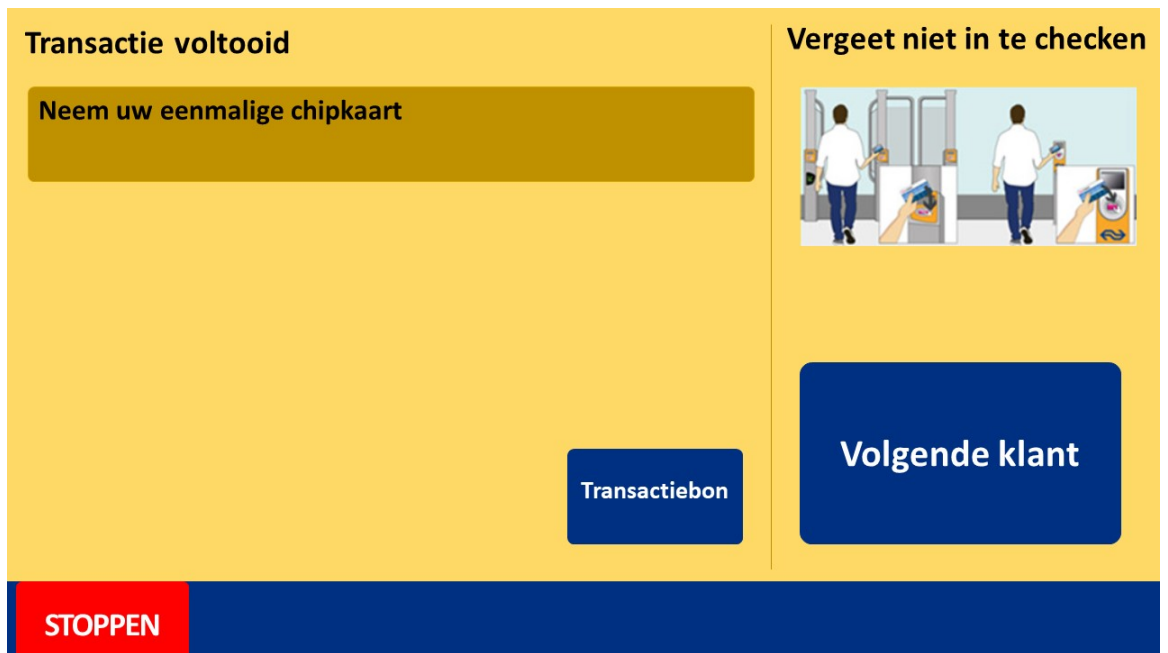 Transactie voltooid
Neem uw eenmalige chipkaart
Transactiebon
Vergeet niet in te checken
Volgende klant
STOPPEN